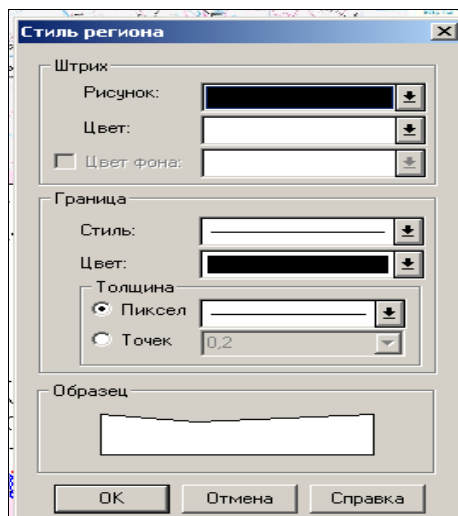 Стиль региона
Штрих
Рисунок:
Цвет:
Цвет фона:
Граница
Стиль:
Цвет:
Толщина
Пиксел
Точек 0,2
Образец
OK Отмена Справка